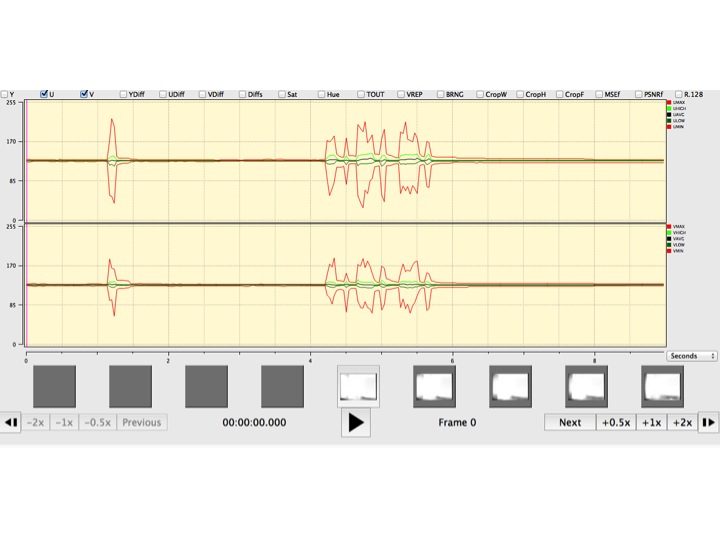 Y U V YDiff UDiff VDiff Diffs Sat Hue TOUT VREP BRNG CropW CropH CropF MSEf PSNRf R.128
255 UMAX
UHIGH
UAVG
ULOW
UMIN
170
85
0
255 VMAX
VHIGH
VAVG
VLOW
VMIN
170
85
0
0 2 4 6 8 Seconds
-2x -1x -0.5x Previous 00:00:00.000 Frame 0 Next +0.5x +1x +2x